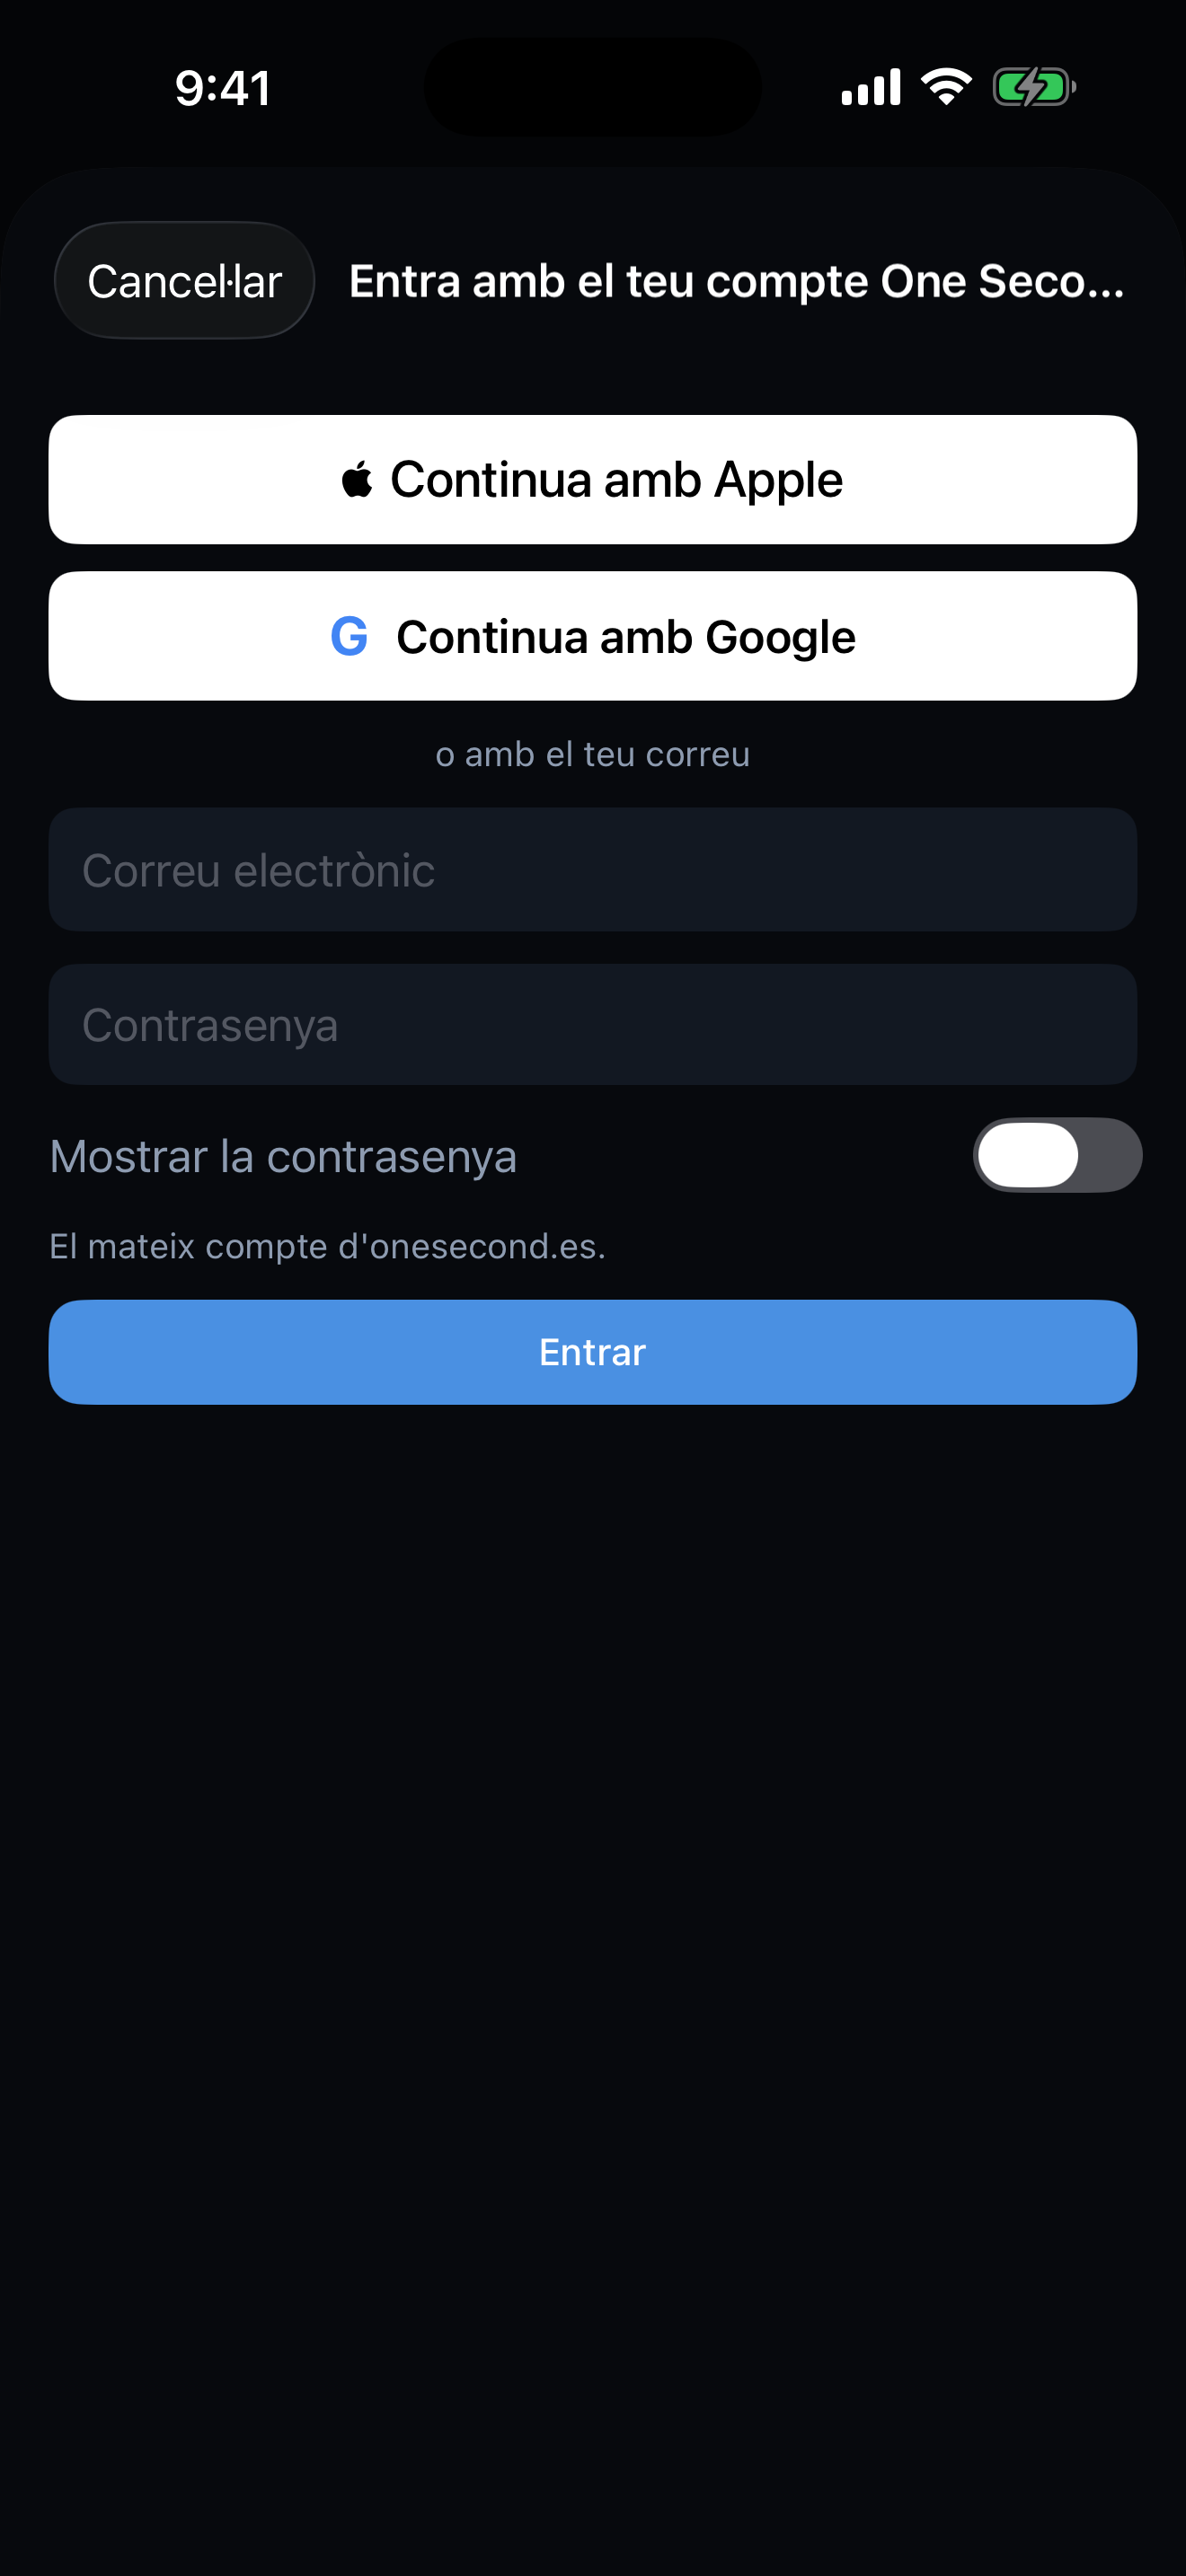 9:41
Cancel·lar
Entra amb el teu compte One Seco...
Continua amb Apple
G Continua amb Google
o amb el teu correu
Correu electrònic
Contrasenya
Mostrar la contrasenya
El mateix compte d'onesecond.es.
Entrar